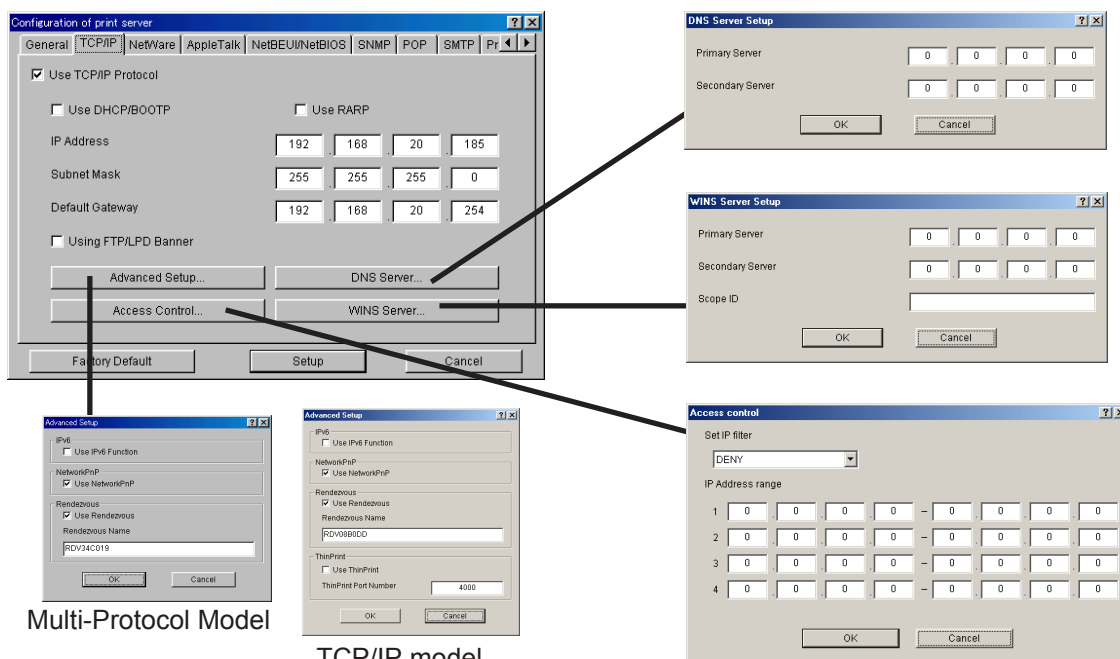 Configuration of print server
General TCP/IP NetWare AppleTalk NetBEUI/NetBIOS SNMP POP SMTP Pr
Use TCP/IP Protocol
Use DHCP/BOOTP Use RARP
IP Address 192 . 168 . 20 . 185
Subnet Mask 255 . 255 . 255 . 0
Default Gateway 192 . 168 . 20 . 254
Using FTP/LPD Banner
Advanced Setup... DNS Server...
Access Control... WINS Server...
Factory Default Setup Cancel
DNS Server Setup
Primary Server 0 . 0 . 0 . 0
Secondary Server 0 . 0 . 0 . 0
OK Cancel
WINS Server Setup
Primary Server 0 . 0 . 0 . 0
Secondary Server 0 . 0 . 0 . 0
Scope ID
OK Cancel
Advanced Setup
IPv6
Use IPv6 Function
NetworkPnP
Use NetworkPnP
Rendezvous
Use Rendezvous
Rendezvous Name
RDV34C019
OK Cancel
Multi-Protocol Model
Advanced Setup
IPv6
Use IPv6 Function
NetworkPnP
Use NetworkPnP
Rendezvous
Use Rendezvous
Rendezvous Name
RDV08B0DD
ThinPrint
Use ThinPrint
ThinPrint Port Number 4000
OK Cancel
TCP/IP model
Access control
Set IP filter
DENY
IP Address range
1 0 . 0 . 0 . 0 – 0 . 0 . 0 . 0
2 0 . 0 . 0 . 0 – 0 . 0 . 0 . 0
3 0 . 0 . 0 . 0 – 0 . 0 . 0 . 0
4 0 . 0 . 0 . 0 – 0 . 0 . 0 . 0
OK Cancel